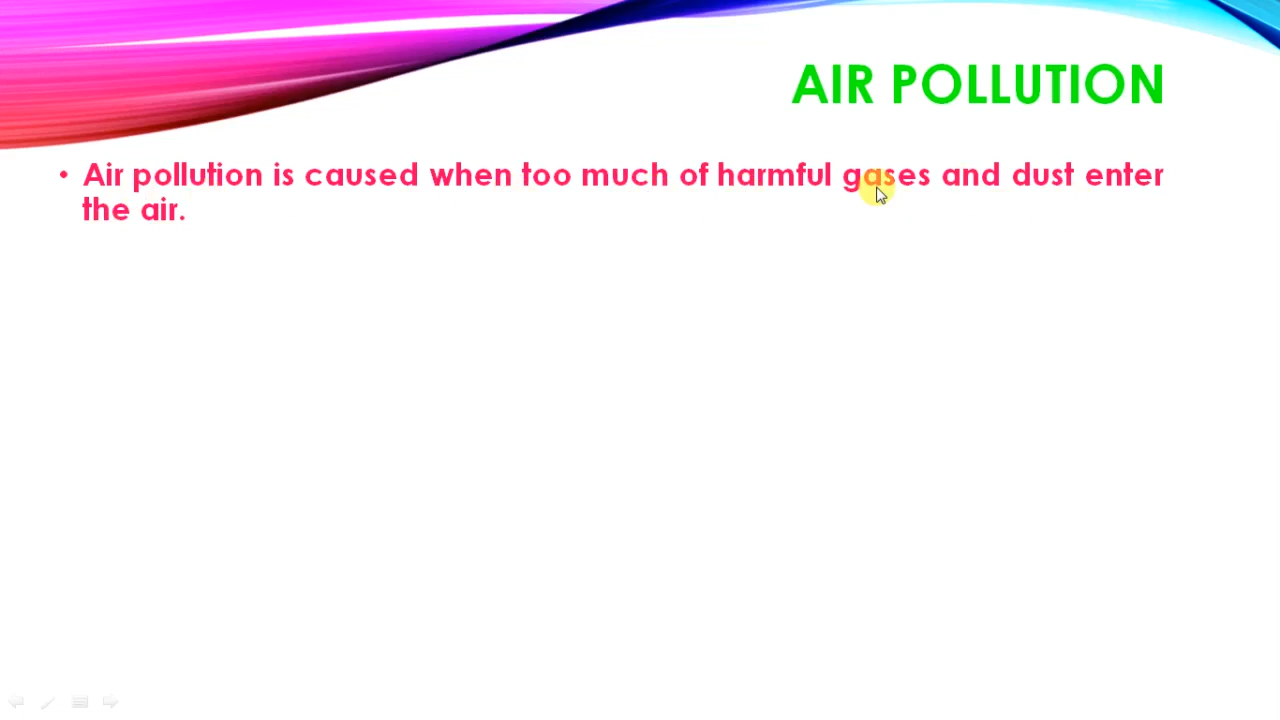 AIR POLLUTION
• Air pollution is caused when too much of harmful gases and dust enter
the air.